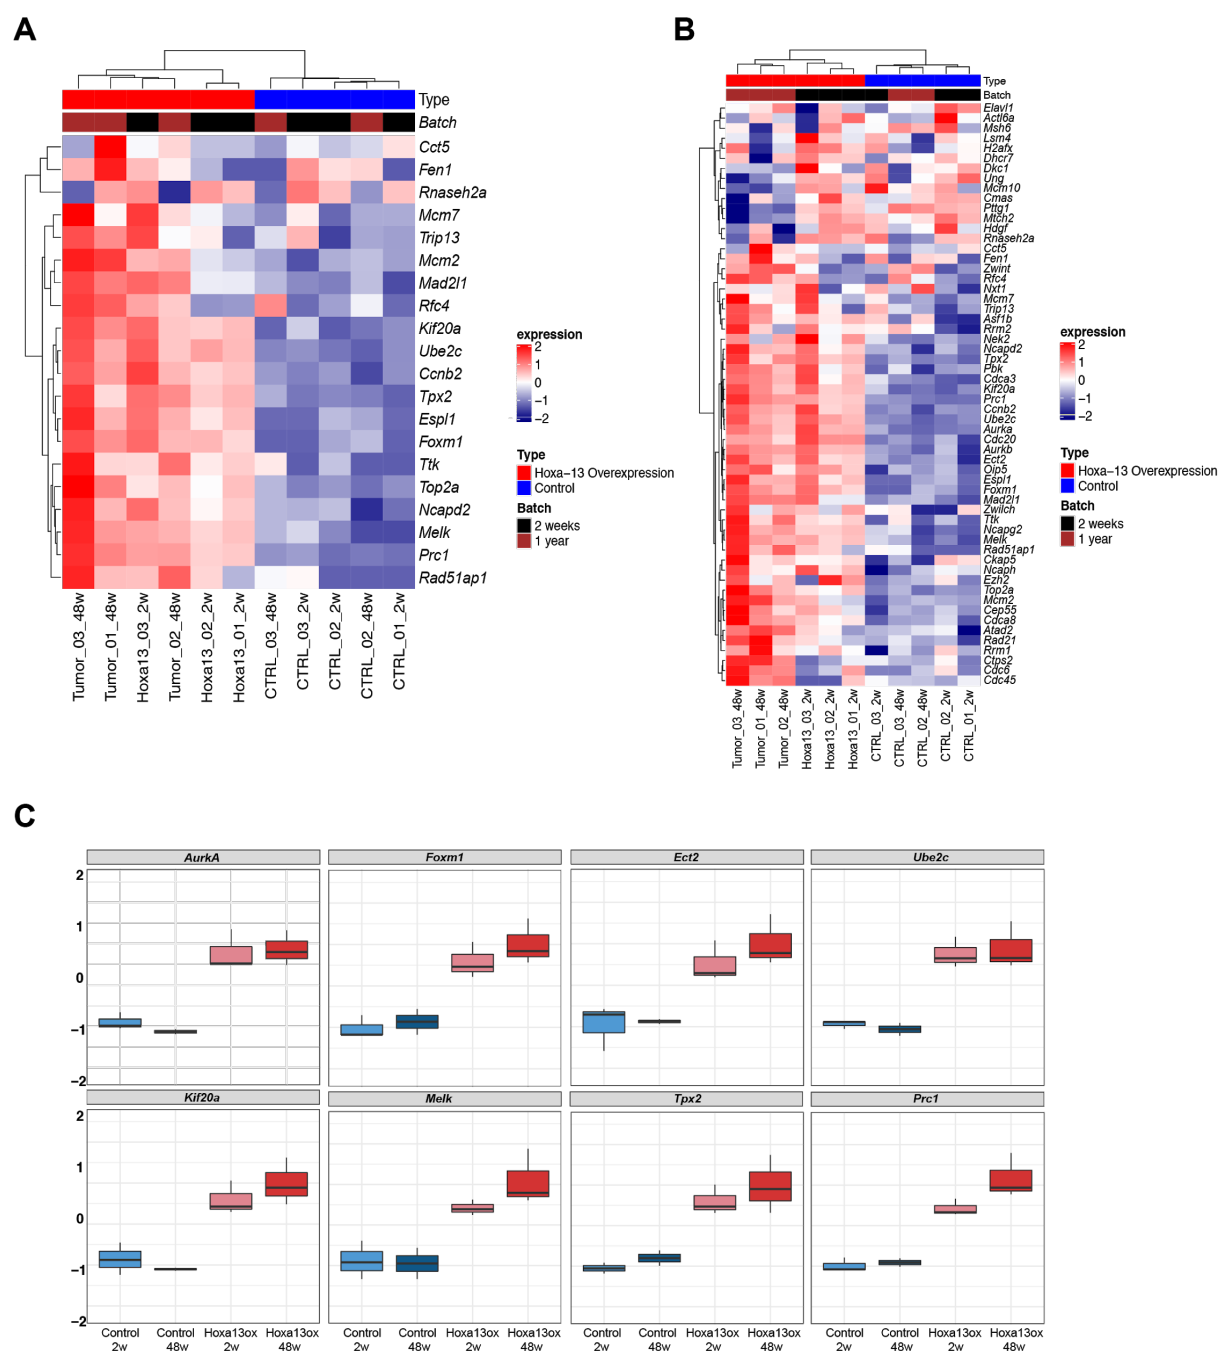 A
Type
Batch
Cct5
Fen1
Rnaseh2a
Mcm7
Trip13
Mcm2
Mad2l1
Rfc4
Kif20a
Ube2c
Ccnb2
Tpx2
Espl1
Foxm1
Ttk
Top2a
Ncapd2
Melk
Prc1
Rad51ap1
Tumor_03_48w
Tumor_01_48w
Hoxa13_03_2w
Tumor_02_48w
Hoxa13_02_2w
Hoxa13_01_2w
CTRL_03_48w
CTRL_03_2w
CTRL_02_2w
CTRL_02_48w
CTRL_01_2w
expression
2
1
0
−1
−2
Type
Hoxa−13 Overexpression
Control
Batch
2 weeks
1 year
B
Type
Batch
Elavl1
Actl6a
Msh6
Lsm4
H2afx
Dhcr7
Dkc1
Ung
Mcm10
Cmas
Pttg1
Mtch2
Hdgf
Rnaseh2a
Cct5
Fen1
Zwint
Rfc4
Nxt1
Mcm7
Trip13
Asf1b
Rrm2
Nek2
Ncapd2
Tpx2
Pbk
Cdca3
Kif20a
Prc1
Ccnb2
Ube2c
Aurka
Cdc20
Aurkb
Ect2
Oip5
Espl1
Foxm1
Mad2l1
Zwilch
Ttk
Ncapg2
Melk
Rad51ap1
Ckap5
Ncaph
Ezh2
Top2a
Mcm2
Cep55
Cdca8
Atad2
Rad21
Rrm1
Ctps2
Cdc6
Cdc45
Tumor_03_48w
Tumor_01_48w
Tumor_02_48w
Hoxa13_03_2w
Hoxa13_02_2w
Hoxa13_01_2w
CTRL_03_2w
CTRL_03_48w
CTRL_02_48w
CTRL_02_2w
CTRL_01_2w
expression
2
1
0
−1
−2
Type
Hoxa−13 Overexpression
Control
Batch
2 weeks
1 year
C
AurkA
Foxm1
Ect2
Ube2c
2
1
0
−1
−2
Kif20a
Melk
Tpx2
Prc1
2
1
0
−1
−2
Control 2w
Control 48w
Hoxa13ox 2w
Hoxa13ox 48w
Control 2w
Control 48w
Hoxa13ox 2w
Hoxa13ox 48w
Control 2w
Control 48w
Hoxa13ox 2w
Hoxa13ox 48w
Control 2w
Control 48w
Hoxa13ox 2w
Hoxa13ox 48w